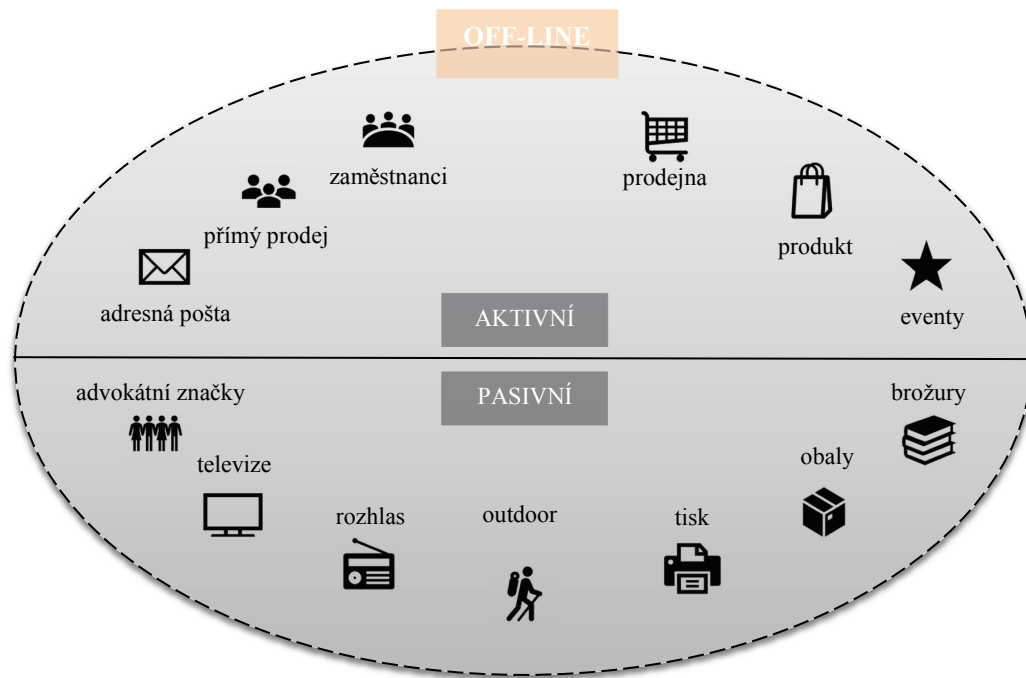 OFF-LINE
zaměstnanci
prodejna
přímý prodej
produkt
adresná pošta
eventy
AKTIVNÍ
PASIVNÍ
advokátní značky
brožury
televize
obaly
rozhlas
outdoor
tisk